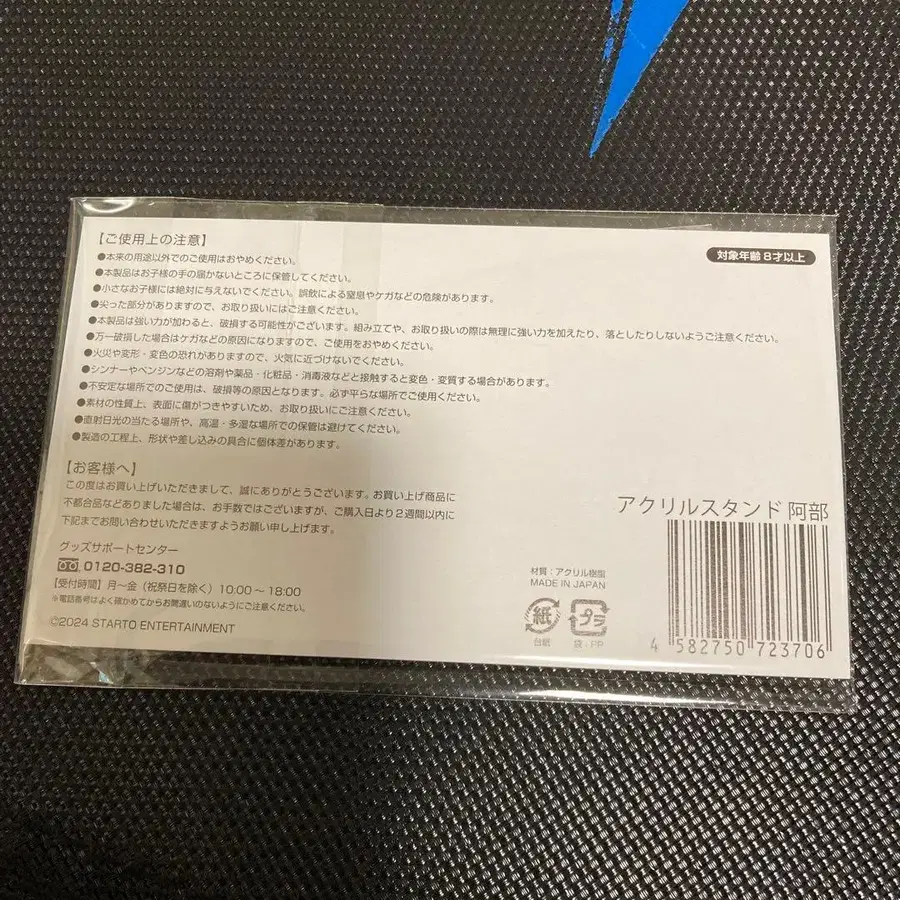 【ご使用上の注意】
対象年齢 8才以上
●本来の用途以外でのご使用はおやめください。
●本製品はお子様の手の届かないところに保管してください。
●小さなお子様には絶対に与えないでください。誤飲による窒息やケガなどの危険があります。
●尖った部分がありますので、お取り扱いにはご注意ください。
●本製品は強い力が加わると、破損する可能性がございます。組み立てや、お取り扱いの際は無理に強い力を加えたり、落としたりしないようご注意ください。
●万一破損した場合はケガなどの原因になりますので、ご使用をおやめください。
●火災や変形・変色の恐れがありますので、火気に近づけないでください。
●シンナーやベンジンなどの溶剤や薬品・化粧品・消毒液などと接触すると変色・変質する場合があります。
●不安定な場所でのご使用は、破損等の原因となります。必ず平らな場所でご使用ください。
●素材の性質上、表面に傷がつきやすいため、お取り扱いにご注意ください。
●直射日光の当たる場所や、高温・多湿な場所での保管は避けてください。
●製造の工程上、形状や差し込みの具合に個体差があります。
【お客様へ】
この度はお買い上げいただきまして、誠にありがとうございます。お買い上げ商品に
不都合品などありました場合は、お手数ではございますが、ご購入日より2週間以内に
下記までお問い合わせいただきますようお願い申し上げます。
グッズサポートセンター
0120-382-310
【受付時間】月〜金（祝祭日を除く）10:00〜18:00
※電話番号はよく確かめてからお間違いのないようにご注意ください。
©2024 STARTO ENTERTAINMENT
材質：アクリル樹脂
MADE IN JAPAN
紙
台紙
プラ
袋：PP
アクリルスタンド 阿部
4 582750 723706